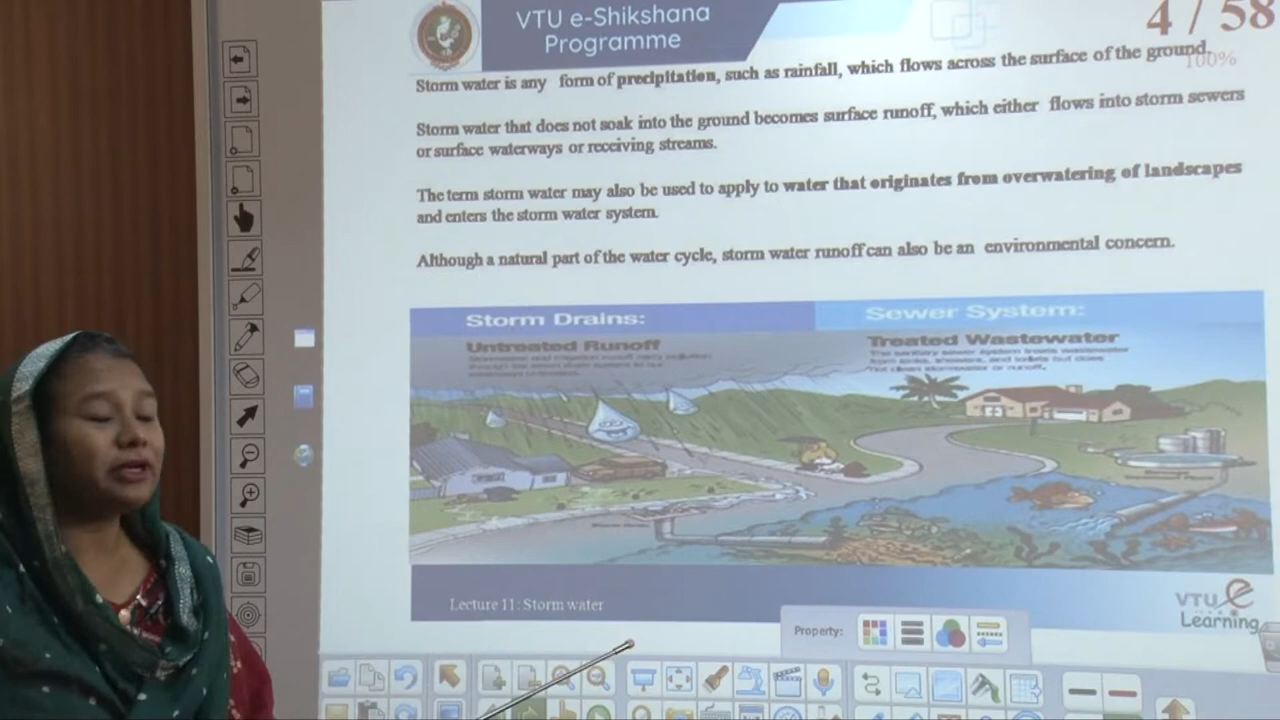 VTU e-Shikshana
Programme
4 / 58
100%
Storm water is any form of precipitation, such as rainfall, which flows across the surface of the ground.
Storm water that does not soak into the ground becomes surface runoff, which either flows into storm sewers
or surface waterways or receiving streams.
The term storm water may also be used to apply to water that originates from overwatering of landscapes
and enters the storm water system.
Although a natural part of the water cycle, storm water runoff can also be an environmental concern.
Storm Drains:
Sewer System:
Untreated Runoff
Treated Wastewater
Lecture 11: Storm water
VTU e
Learning
Property: